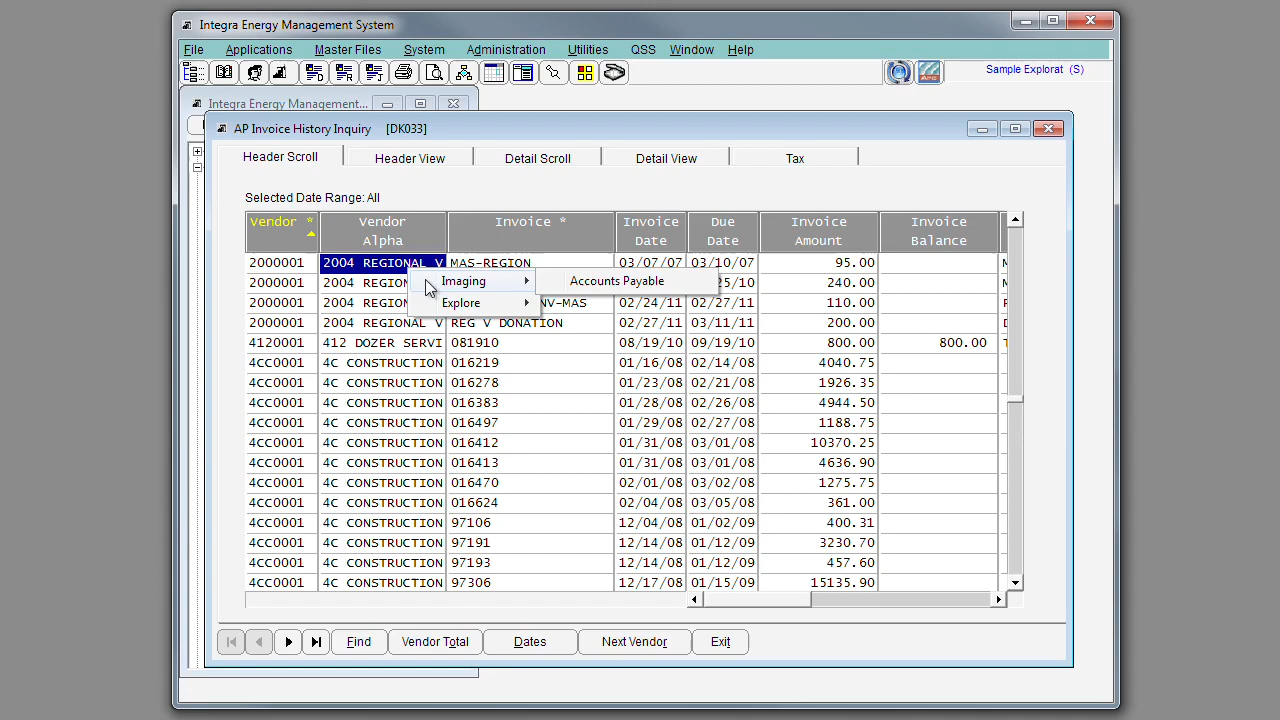 Integra Energy Management System
File Applications Master Files System Administration Utilities QSS Window Help
Sample Explorat (S)
Integra Energy Management...
AP Invoice History Inquiry [DK033]
Header Scroll Header View Detail Scroll Detail View Tax
Selected Date Range: All
Vendor * Vendor Alpha Invoice * Invoice Date Due Date Invoice Amount Invoice Balance
2000001 2004 REGIONAL V MAS-REGION 03/07/07 03/10/07 95.00
2000001 2004 REG 25/10 240.00
Imaging Accounts Payable
2000001 2004 REG NV-MAS 02/24/11 03/11/11 110.00
Explore
2000001 2004 REGIONAL V REG V DONATION 02/27/11 03/11/11 200.00
4120001 412 DOZER SERVI 081910 08/19/10 09/19/10 800.00 800.00
4CC0001 4C CONSTRUCTION 016219 01/16/08 02/14/08 4040.75
4CC0001 4C CONSTRUCTION 016278 01/23/08 02/21/08 1926.35
4CC0001 4C CONSTRUCTION 016383 01/28/08 02/26/08 4944.50
4CC0001 4C CONSTRUCTION 016497 01/29/08 02/27/08 1188.75
4CC0001 4C CONSTRUCTION 016412 01/31/08 03/01/08 10370.25
4CC0001 4C CONSTRUCTION 016413 01/31/08 03/01/08 4636.90
4CC0001 4C CONSTRUCTION 016470 02/01/08 03/02/08 1275.75
4CC0001 4C CONSTRUCTION 016624 02/04/08 03/05/08 361.00
4CC0001 4C CONSTRUCTION 97106 12/04/08 01/02/09 400.31
4CC0001 4C CONSTRUCTION 97191 12/14/08 01/12/09 3230.70
4CC0001 4C CONSTRUCTION 97193 12/14/08 01/12/09 457.60
4CC0001 4C CONSTRUCTION 97306 12/17/08 01/15/09 15135.90
Find Vendor Total Dates Next Vendor Exit